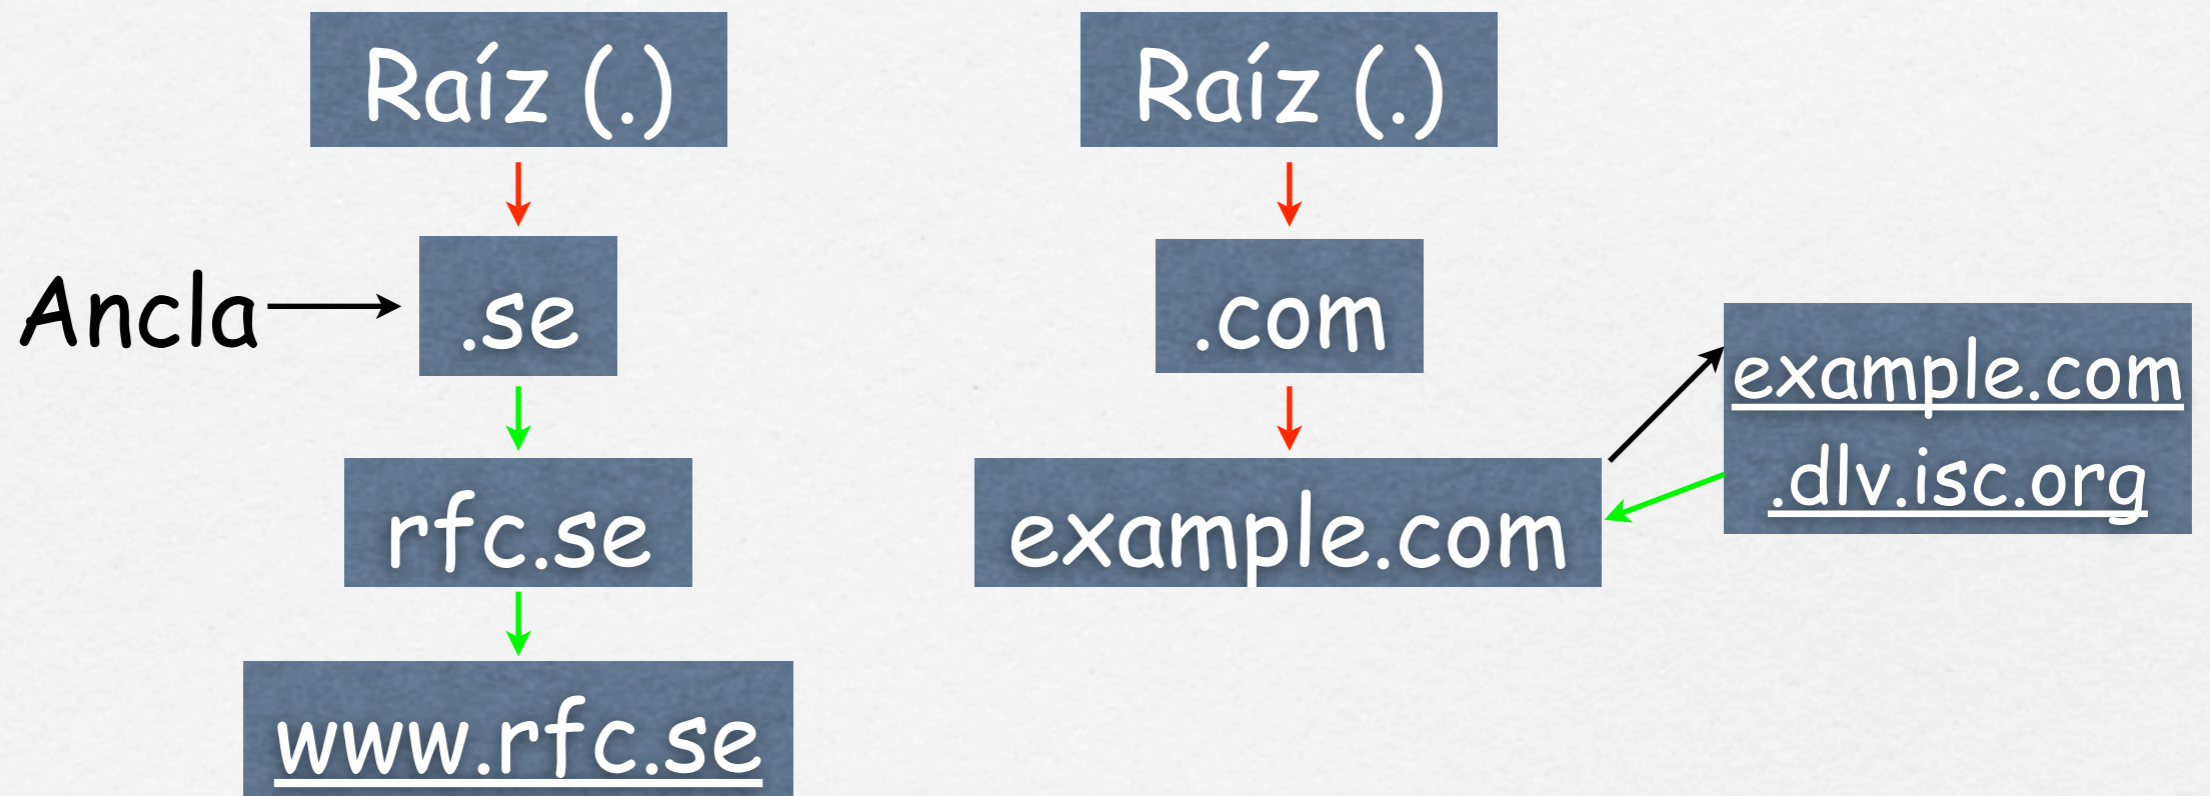 Raíz (.)
Ancla
.se
rfc.se
www.rfc.se
Raíz (.)
.com
example.com
example.com
.dlv.isc.org